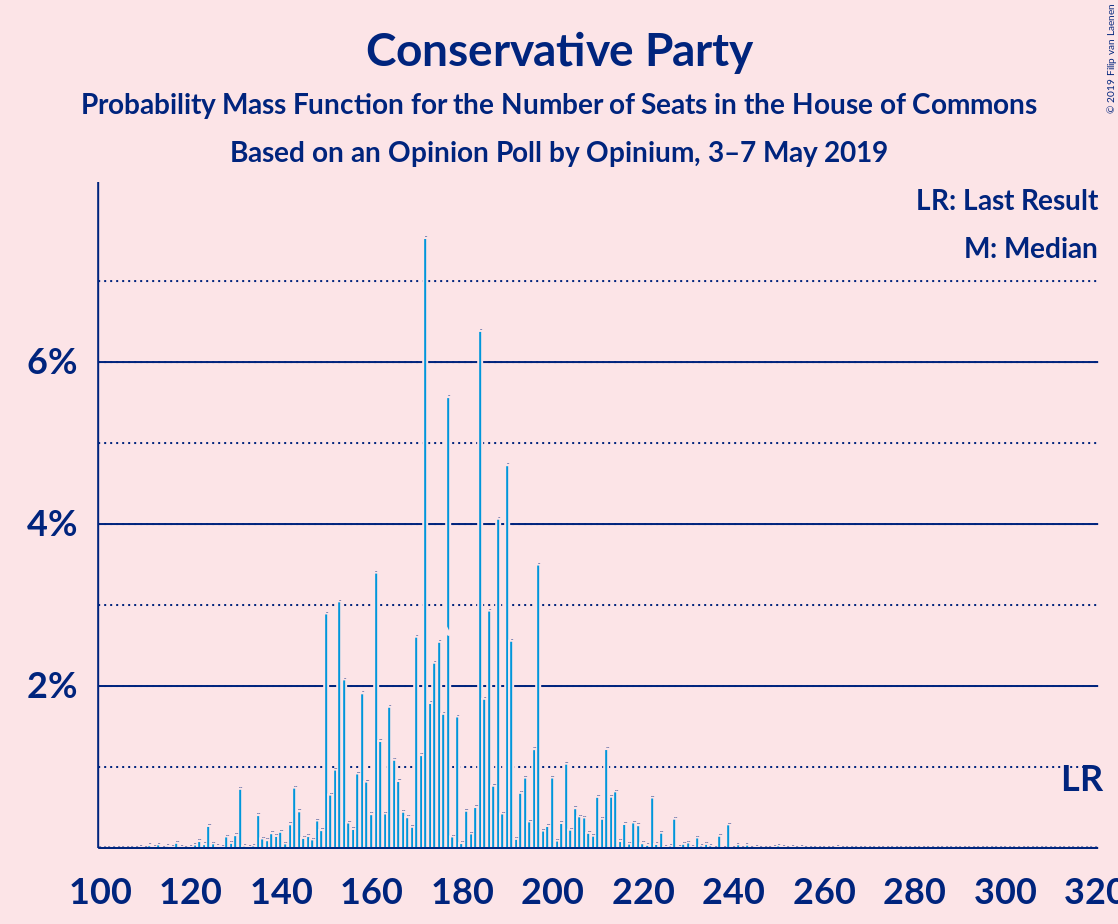 Conservative Party
Probability Mass Function for the Number of Seats in the House of Commons
Based on an Opinion Poll by Opinium, 3–7 May 2019
© 2019 Filip van Laenen
LR: Last Result
M: Median
6%
4%
2%
LR
100 120 140 160 180 200 220 240 260 280 300 320